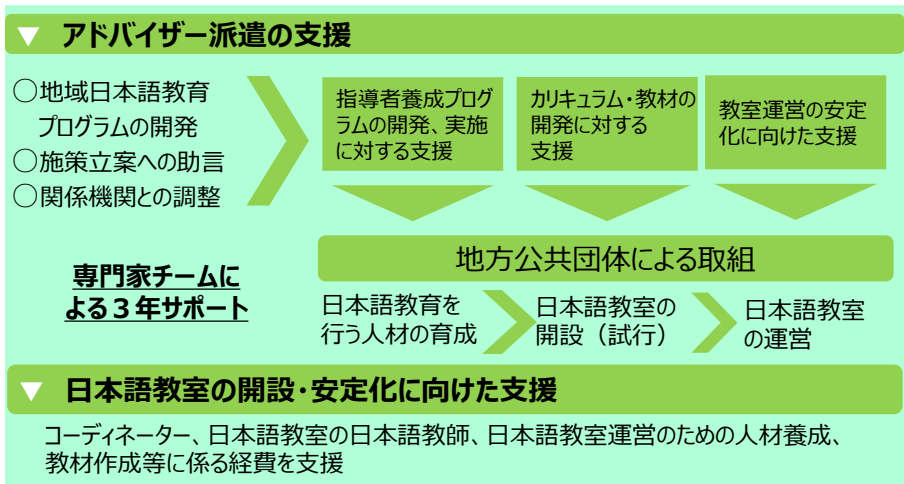 ▼ アドバイザー派遣の支援
○地域日本語教育
プログラムの開発
○施策立案への助言
○関係機関との調整
指導者養成プログ
ラムの開発、実施
に対する支援
カリキュラム・教材の
開発に対する
支援
教室運営の安定
化に向けた支援
専門家チームに
よる3年サポート
地方公共団体による取組
日本語教育を
行う人材の育成
日本語教室の
開設（試行）
日本語教室
の運営
▼ 日本語教室の開設・安定化に向けた支援
コーディネーター、日本語教室の日本語教師、日本語教室運営のための人材養成、
教材作成等に係る経費を支援